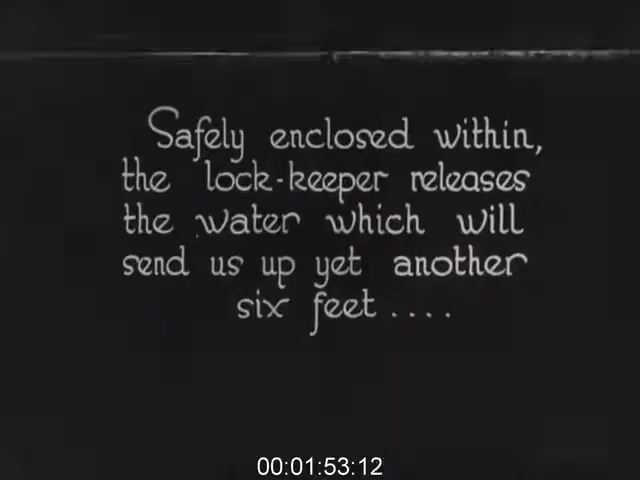 Safely enclosed within,
the lock-keeper releases
the water which will
send us up yet another
six feet....
00:01:53:12